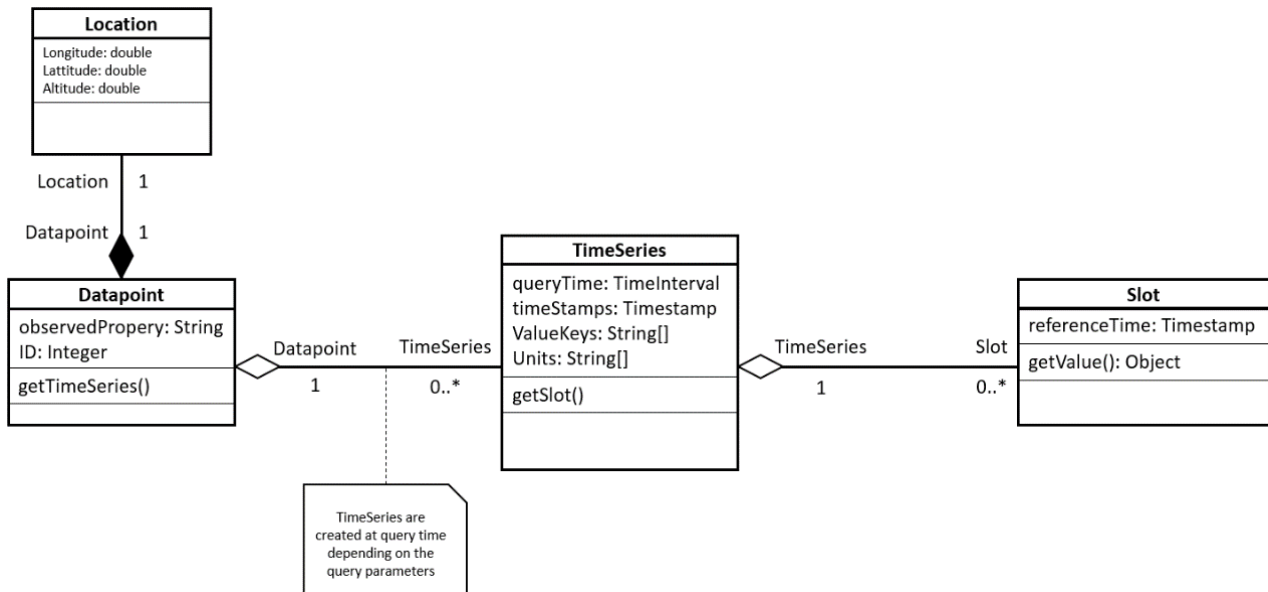 Location
Longitude: double
Lattitude: double
Altitude: double
Location 1
Datapoint 1
Datapoint
observedPropery: String
ID: Integer
getTimeSeries()
Datapoint
1
TimeSeries
0..*
TimeSeries are
created at query time
depending on the
query parameters
TimeSeries
queryTime: TimeInterval
timeStamps: Timestamp
ValueKeys: String[]
Units: String[]
getSlot()
TimeSeries
1
Slot
0..*
Slot
referenceTime: Timestamp
getValue(): Object